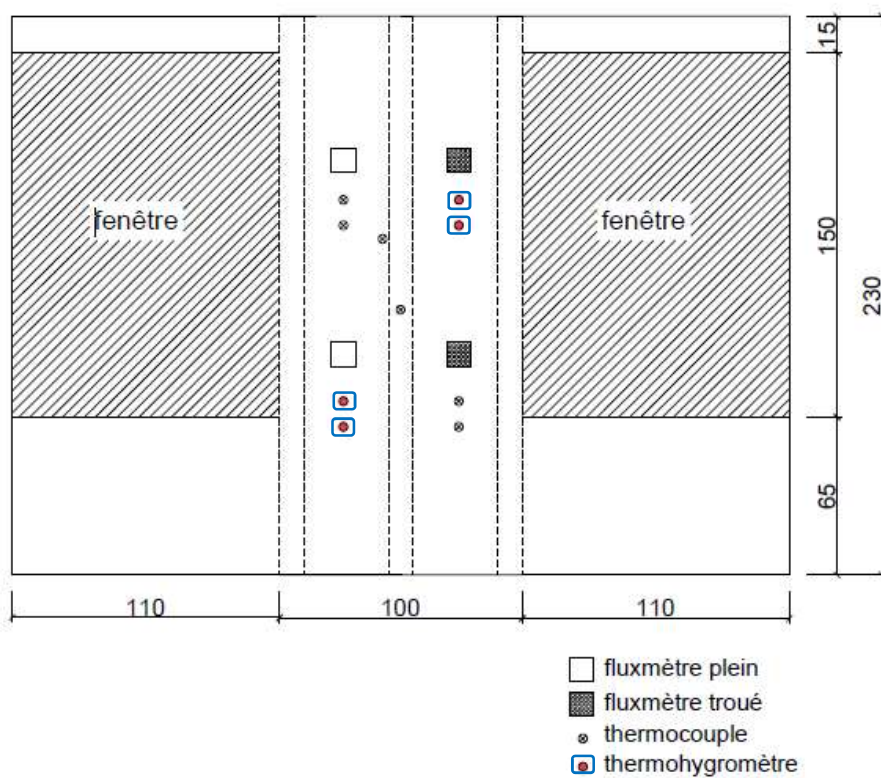 15
fenêtre
fenêtre
150
230
65
110
100
110
fluxmètre plein
fluxmètre troué
thermocouple
thermohygromètre